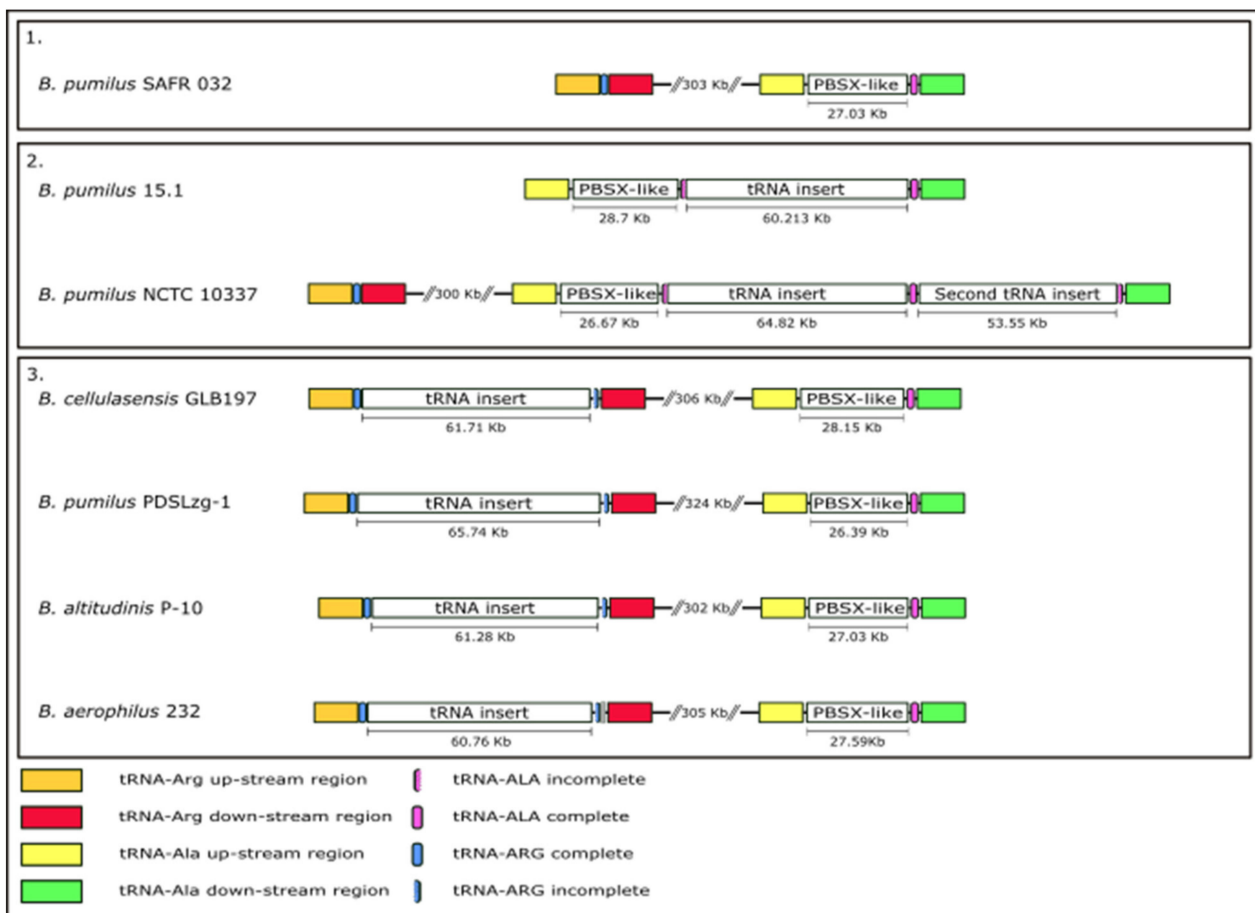 1.
B. pumilus SAFR 032
//303 Kb//
PBSX-like
27.03 Kb
2.
B. pumilus 15.1
PBSX-like
tRNA insert
28.7 Kb
60.213 Kb
B. pumilus NCTC 10337
//300 Kb//
PBSX-like
tRNA insert
Second tRNA insert
26.67 Kb
64.82 Kb
53.55 Kb
3.
B. cellulasensis GLB197
tRNA insert
//306 Kb//
PBSX-like
61.71 Kb
28.15 Kb
B. pumilus PDSLzg-1
tRNA insert
//324 Kb//
PBSX-like
65.74 Kb
26.39 Kb
B. altitudinis P-10
tRNA insert
//302 Kb//
PBSX-like
61.28 Kb
27.03 Kb
B. aerophilus 232
tRNA insert
//305 Kb//
PBSX-like
60.76 Kb
27.59Kb
tRNA-Arg up-stream region
tRNA-ALA incomplete
tRNA-Arg down-stream region
tRNA-ALA complete
tRNA-Ala up-stream region
tRNA-ARG complete
tRNA-Ala down-stream region
tRNA-ARG incomplete